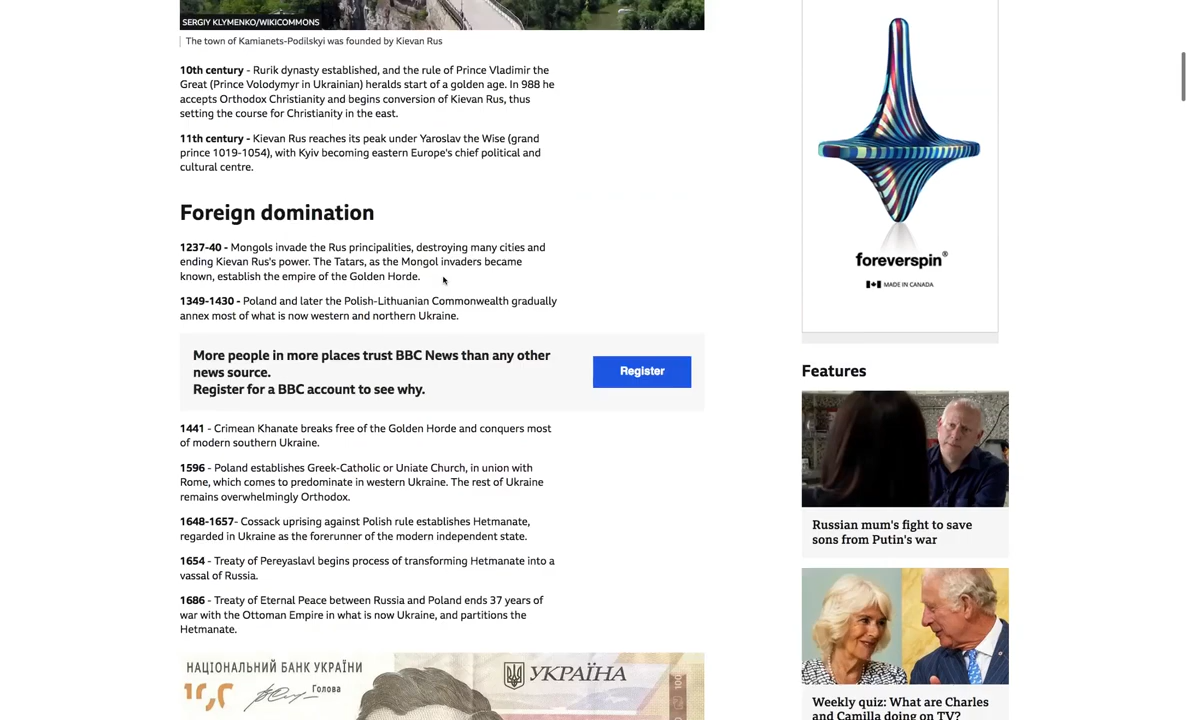 SERGIY KLYMENKO/WIKICOMMONS
The town of Kamianets-Podilskyi was founded by Kievan Rus
10th century - Rurik dynasty established, and the rule of Prince Vladimir the
Great (Prince Volodymyr in Ukrainian) heralds start of a golden age. In 988 he
accepts Orthodox Christianity and begins conversion of Kievan Rus, thus
setting the course for Christianity in the east.
11th century - Kievan Rus reaches its peak under Yaroslav the Wise (grand
prince 1019-1054), with Kyiv becoming eastern Europe's chief political and
cultural centre.
Foreign domination
1237-40 - Mongols invade the Rus principalities, destroying many cities and
ending Kievan Rus's power. The Tatars, as the Mongol invaders became
known, establish the empire of the Golden Horde.
1349-1430 - Poland and later the Polish-Lithuanian Commonwealth gradually
annex most of what is now western and northern Ukraine.
More people in more places trust BBC News than any other
news source.
Register for a BBC account to see why.
Register
1441 - Crimean Khanate breaks free of the Golden Horde and conquers most
of modern southern Ukraine.
1596 - Poland establishes Greek-Catholic or Uniate Church, in union with
Rome, which comes to predominate in western Ukraine. The rest of Ukraine
remains overwhelmingly Orthodox.
1648-1657- Cossack uprising against Polish rule establishes Hetmanate,
regarded in Ukraine as the forerunner of the modern independent state.
1654 - Treaty of Pereyaslavl begins process of transforming Hetmanate into a
vassal of Russia.
1686 - Treaty of Eternal Peace between Russia and Poland ends 37 years of
war with the Ottoman Empire in what is now Ukraine, and partitions the
Hetmanate.
НАЦІОНАЛЬНИЙ БАНК УКРАЇНИ
Голова
УКРАЇНА
100
foreverspin®
MADE IN CANADA
Features
Russian mum's fight to save
sons from Putin's war
Weekly quiz: What are Charles
and Camilla doing on TV?